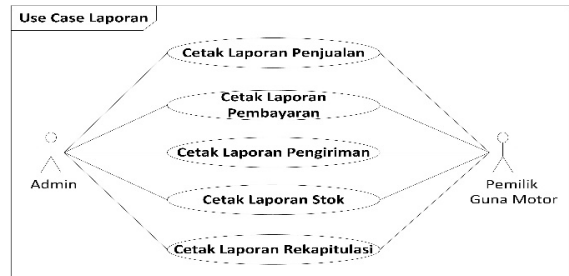 Use Case Laporan
Cetak Laporan Penjualan
Cetak Laporan
Pembayaran
Cetak Laporan Pengiriman
Admin
Pemilik
Guna Motor
Cetak Laporan Stok
Cetak Laporan Rekapitulasi